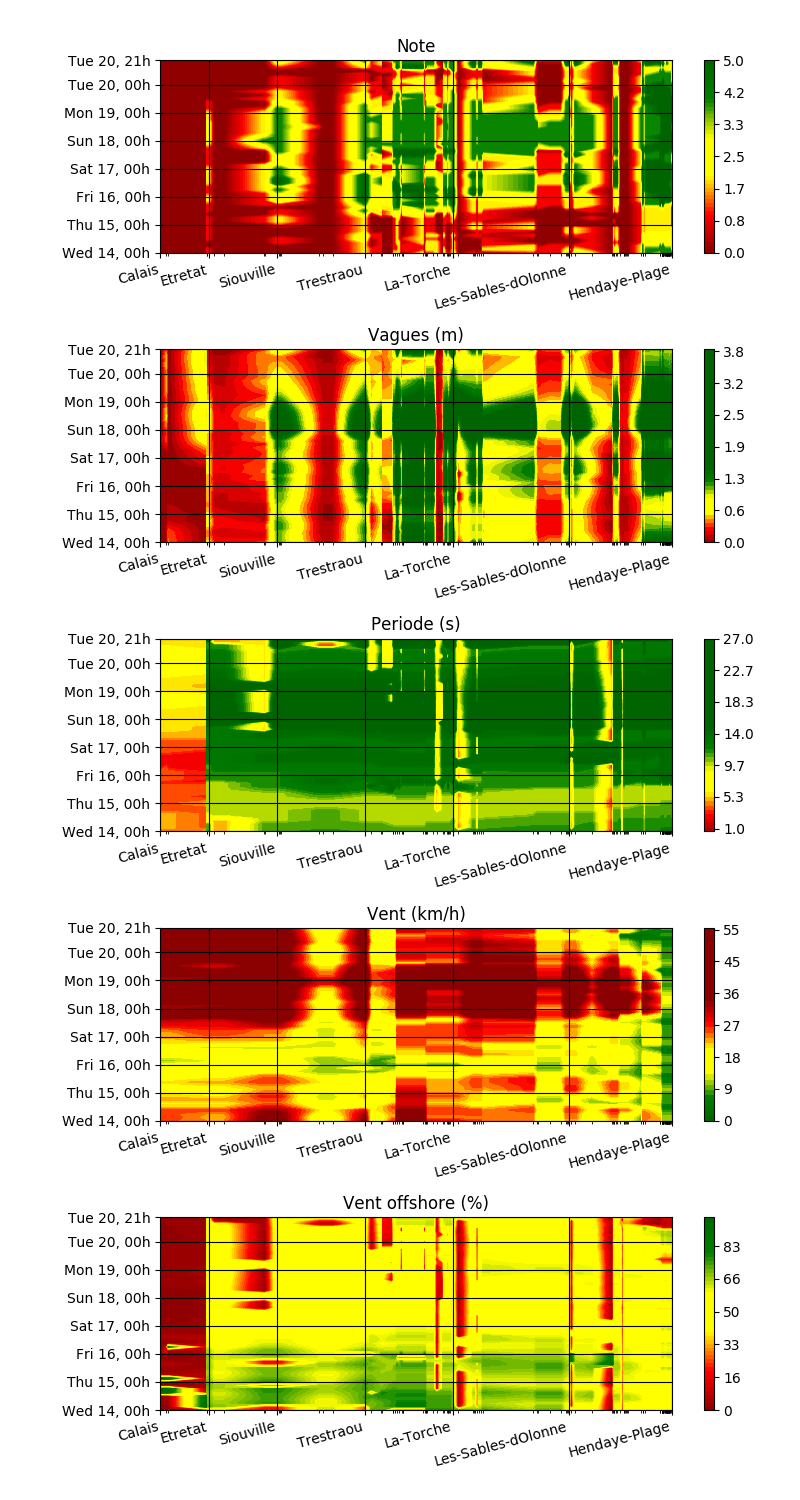 Note
Tue 20, 21h
Tue 20, 00h
Mon 19, 00h
Sun 18, 00h
Sat 17, 00h
Fri 16, 00h
Thu 15, 00h
Wed 14, 00h
Calais
Etretat
Siouville
Trestraou
La-Torche
Les-Sables-dOlonne
Hendaye-Plage
5.0
4.2
3.3
2.5
1.7
0.8
0.0
Vagues (m)
Tue 20, 21h
Tue 20, 00h
Mon 19, 00h
Sun 18, 00h
Sat 17, 00h
Fri 16, 00h
Thu 15, 00h
Wed 14, 00h
Calais
Etretat
Siouville
Trestraou
La-Torche
Les-Sables-dOlonne
Hendaye-Plage
3.8
3.2
2.5
1.9
1.3
0.6
0.0
Periode (s)
Tue 20, 21h
Tue 20, 00h
Mon 19, 00h
Sun 18, 00h
Sat 17, 00h
Fri 16, 00h
Thu 15, 00h
Wed 14, 00h
Calais
Etretat
Siouville
Trestraou
La-Torche
Les-Sables-dOlonne
Hendaye-Plage
27.0
22.7
18.3
14.0
9.7
5.3
1.0
Vent (km/h)
Tue 20, 21h
Tue 20, 00h
Mon 19, 00h
Sun 18, 00h
Sat 17, 00h
Fri 16, 00h
Thu 15, 00h
Wed 14, 00h
Calais
Etretat
Siouville
Trestraou
La-Torche
Les-Sables-dOlonne
Hendaye-Plage
55
45
36
27
18
9
0
Vent offshore (%)
Tue 20, 21h
Tue 20, 00h
Mon 19, 00h
Sun 18, 00h
Sat 17, 00h
Fri 16, 00h
Thu 15, 00h
Wed 14, 00h
Calais
Etretat
Siouville
Trestraou
La-Torche
Les-Sables-dOlonne
Hendaye-Plage
83
66
50
33
16
0